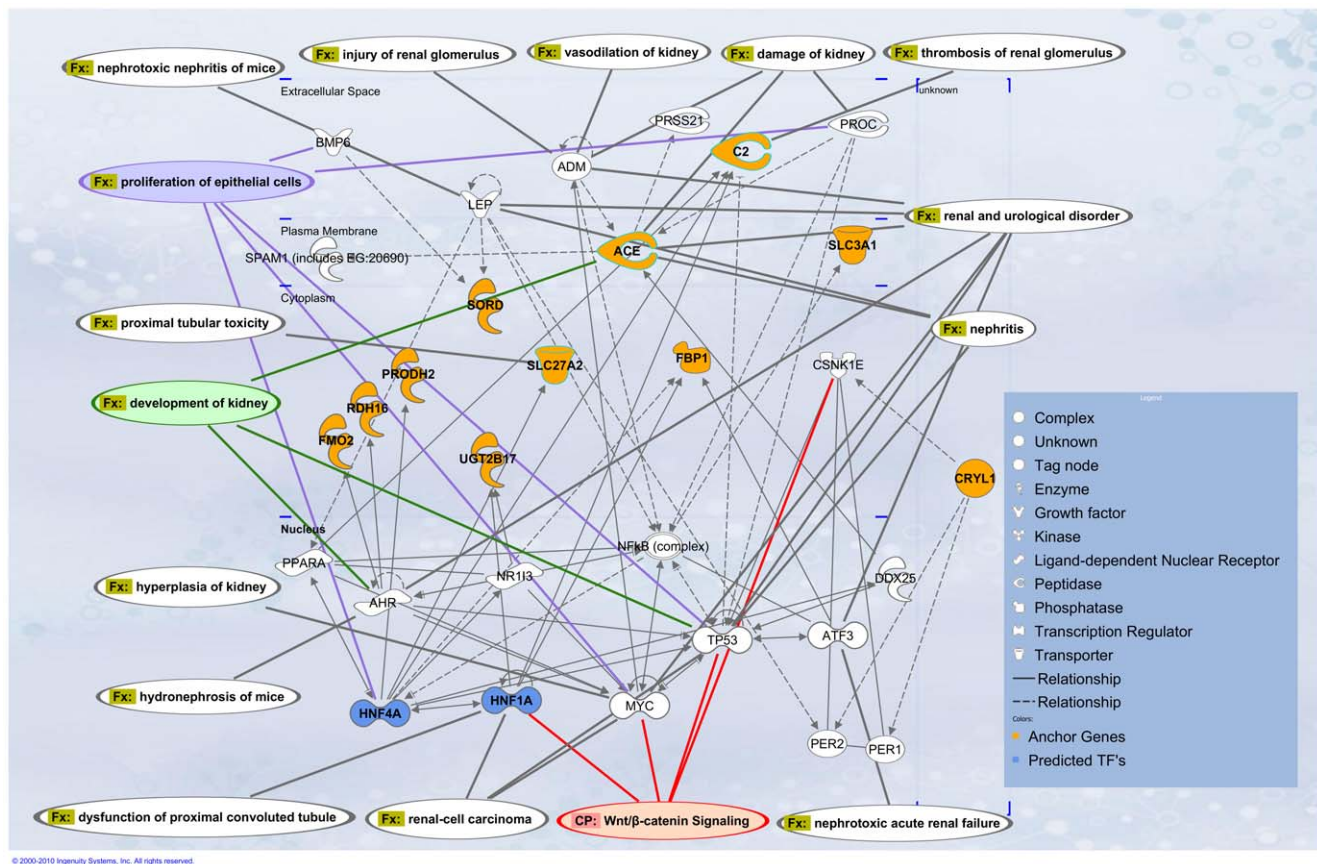 Fx: nephrotoxic nephritis of mice
Fx: injury of renal glomerulus
Fx: vasodilation of kidney
Fx: damage of kidney
Fx: thrombosis of renal glomerulus
Extracellular Space
unknown
PRSS21
PROC
BMP6
C2
ADM
Fx: proliferation of epithelial cells
LEP
Fx: renal and urological disorder
Plasma Membrane
ACE
SLC3A1
SPAM1 (includes EG:20690)
Cytoplasm
SORD
Fx: proximal tubular toxicity
Fx: nephritis
PRODH2
SLC27A2
FBP1
CSNK1E
Fx: development of kidney
RDH16
FMO2
UGT2B17
CRYL1
Nucleus
PPARA
NFkB (complex)
NR1I3
DDX25
Fx: hyperplasia of kidney
AHR
TP53
ATF3
Fx: hydronephrosis of mice
HNF4A
HNF1A
MYC
PER2
PER1
Fx: dysfunction of proximal convoluted tubule
Fx: renal-cell carcinoma
CP: Wnt/β-catenin Signaling
Fx: nephrotoxic acute renal failure
Legend
Complex
Unknown
Tag node
Enzyme
Growth factor
Kinase
Ligand-dependent Nuclear Receptor
Peptidase
Phosphatase
Transcription Regulator
Transporter
Relationship
Relationship
Colors:
Anchor Genes
Predicted TF's
© 2000-2010 Ingenuity Systems, Inc. All rights reserved.